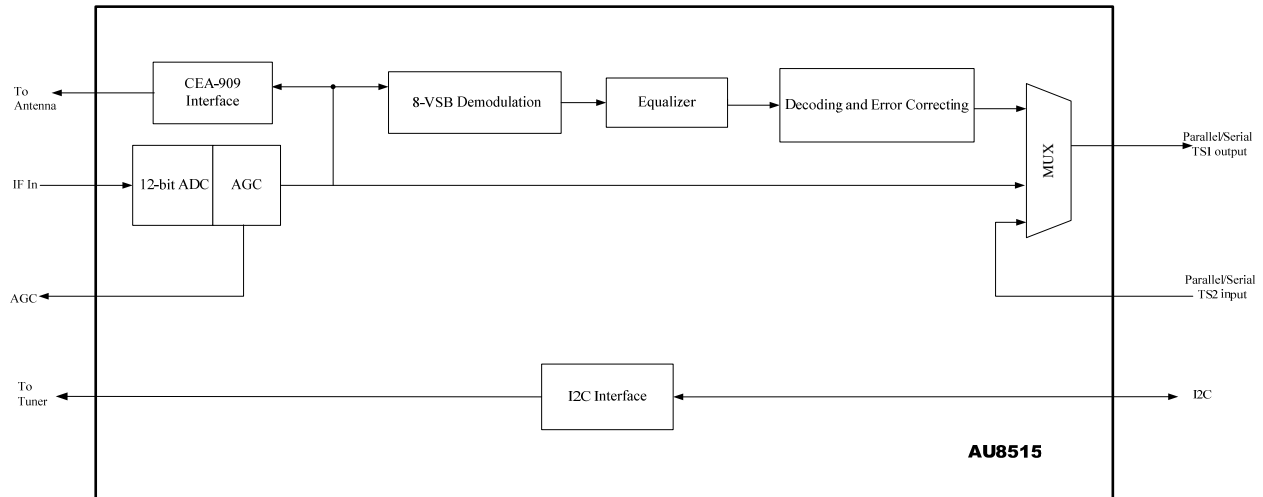 To
Antenna
CEA-909
Interface
8-VSB Demodulation
Equalizer
Decoding and Error Correcting
MUX
Parallel/Serial
TS1 output
IF In
12-bit ADC
AGC
AGC
Parallel/Serial
TS2 input
To
Tuner
I2C Interface
I2C
AU8515